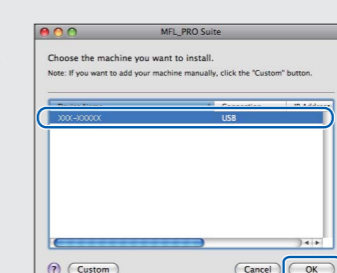 MFL_PRO Suite
Choose the machine you want to install.
Note: If you want to add your machine manually, click the "Custom" button.
XXX-XXXXX USB
? Custom Cancel OK